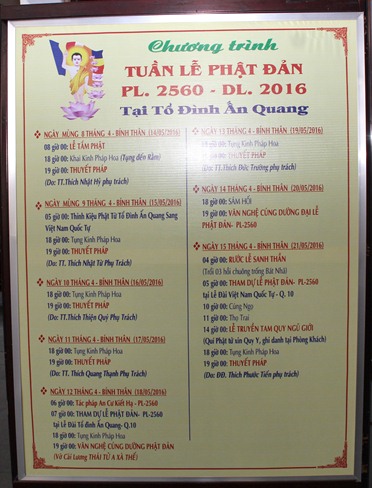 Chương trình
TUẦN LỄ PHẬT ĐẢN
PL. 2560 - DL. 2016
Tại Tổ Đình Ấn Quang
NGÀY MÙNG 8 THÁNG 4 - BÍNH THÂN (14/05/2016)
08 giờ 00: LỄ TẮM PHẬT
18 giờ 00: Khai Kinh Pháp Hoa (Tụng đến Rằm)
19 giờ 00: THUYẾT PHÁP
(Do: TT.Thích Nhật Hỷ phụ trách)
NGÀY MÙNG 9 THÁNG 4 - BÍNH THÂN (15/05/2016)
05 giờ 00: Thỉnh Kiệu Phật Từ Tổ Đình Ấn Quang Sang
Việt Nam Quốc Tự
18 giờ 00: Tụng Kinh Pháp Hoa
19 giờ 00: THUYẾT PHÁP
(Do: TT. Thích Nhật Từ Phụ Trách)
NGÀY 10 THÁNG 4 - BÍNH THÂN (16/05/2016)
18 giờ 00: Tụng Kinh Pháp Hoa
19 giờ 00: THUYẾT PHÁP
(Do: TT. Thích Thiện Quý Phụ Trách)
NGÀY 11 THÁNG 4 - BÍNH THÂN (17/05/2016)
18 giờ 00: Tụng Kinh Pháp Hoa
19 giờ 00: THUYẾT PHÁP
(Do: TT. Thích Quang Thạnh Phụ Trách)
NGÀY 12 THÁNG 4 - BÍNH THÂN (18/05/2016)
06 giờ 00: Tác pháp An Cư Kiết Hạ - PL-2560
07 giờ 00: THAM DỰ LỄ PHẬT ĐẢN- PL-2560
tại Lễ Đài Tổ Đình Ấn Quang- Q.10
18 giờ 00: Tụng Kinh Pháp Hoa
19 giờ 00: VĂN NGHỆ CÚNG DƯỜNG PHẬT ĐẢN
(Vở Cải Lương THÁI TỬ A XÀ THẾ)
NGÀY 13 THÁNG 4 - BÍNH THÂN (19/05/2016)
18 giờ 00: Tụng Kinh Pháp Hoa
19 giờ 00: THUYẾT PHÁP
(Do: TT.Thích Đức Trường phụ trách)
NGÀY 14 THÁNG 4 - BÍNH THÂN (20/05/2016)
18 giờ 00: SÁM HỐI
19 giờ 00: VĂN NGHỆ CÚNG DƯỜNG ĐẠI LỄ
PHẬT ĐẢN- PL-2560
NGÀY 15 THÁNG 4 - BÍNH THÂN (21/05/2016)
04 giờ 00: RƯỚC LỄ SANH THẦN
(Trổi 03 hồi chuông trống Bát Nhã)
05 giờ 00: THAM DỰ LỄ PHẬT ĐẢN- PL-2560
tại lễ Đài Việt Nam Quốc Tự - Q.10
10 giờ 00: Cúng Ngọ
11 giờ 00: Thọ Trai
14 giờ 00: LỄ TRUYỀN TAM QUY NGŨ GIỚI
(Quí Phật tử xin Quy Y, ghi danh tại Phòng Khách)
18 giờ 00: Tụng Kinh Pháp Hoa
19 giờ 00: THUYẾT PHÁP
(Do: ĐĐ. Thích Phước Tiến phụ trách)